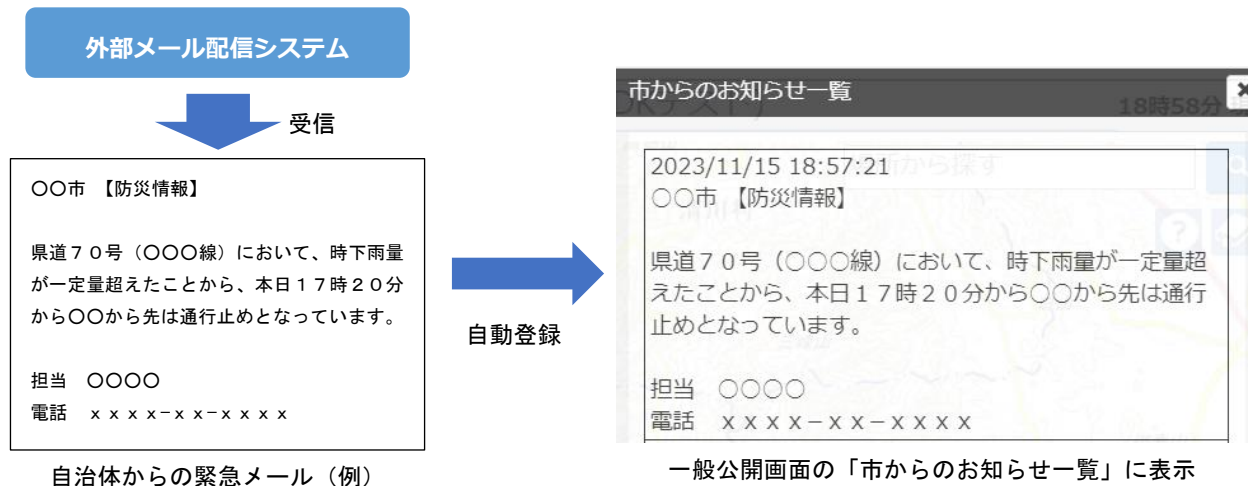 外部メール配信システム
受信
〇〇市 【防災情報】
県道７０号（〇〇〇線）において、時下雨量
が一定量超えたことから、本日１７時２０分
から〇〇から先は通行止めとなっています。
担当　〇〇〇〇
電話　ｘｘｘｘ－ｘｘ－ｘｘｘｘ
自治体からの緊急メール（例）
自動登録
市からのお知らせ一覧
18時58分
2023/11/15 18:57:21
〇〇市 【防災情報】
県道７０号（〇〇〇線）において、時下雨量が一定量超
えたことから、本日１７時２０分から〇〇から先は通行
止めとなっています。
担当　〇〇〇〇
電話　ｘｘｘｘ－ｘｘ－ｘｘｘｘ
一般公開画面の「市からのお知らせ一覧」に表示